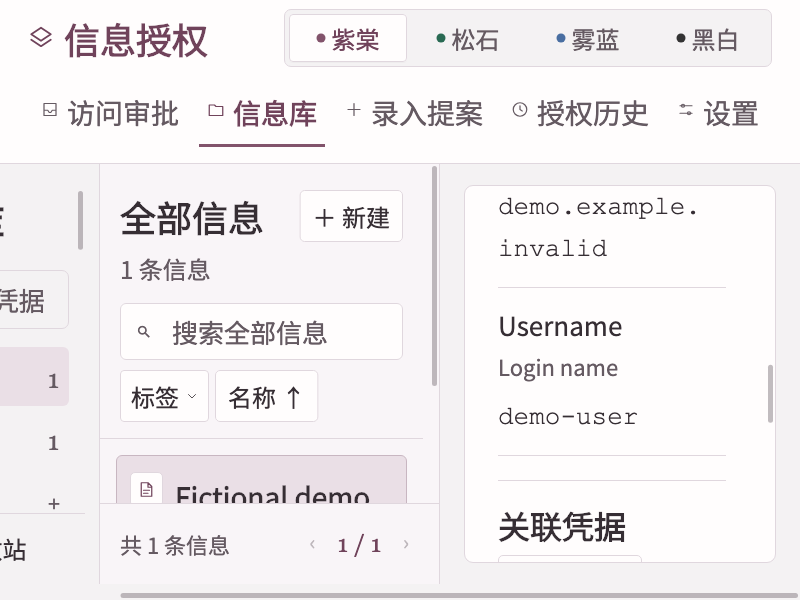 信息授权
紫棠 松石 雾蓝 黑白
访问审批 信息库 + 录入提案 授权历史 设置
凭据
1
1
+
站
全部信息
+ 新建
1 条信息
搜索全部信息
标签
名称 ↑
Fictional demo
共 1 条信息
‹ 1 / 1 ›
demo.example.
invalid
Username
Login name
demo-user
关联凭据